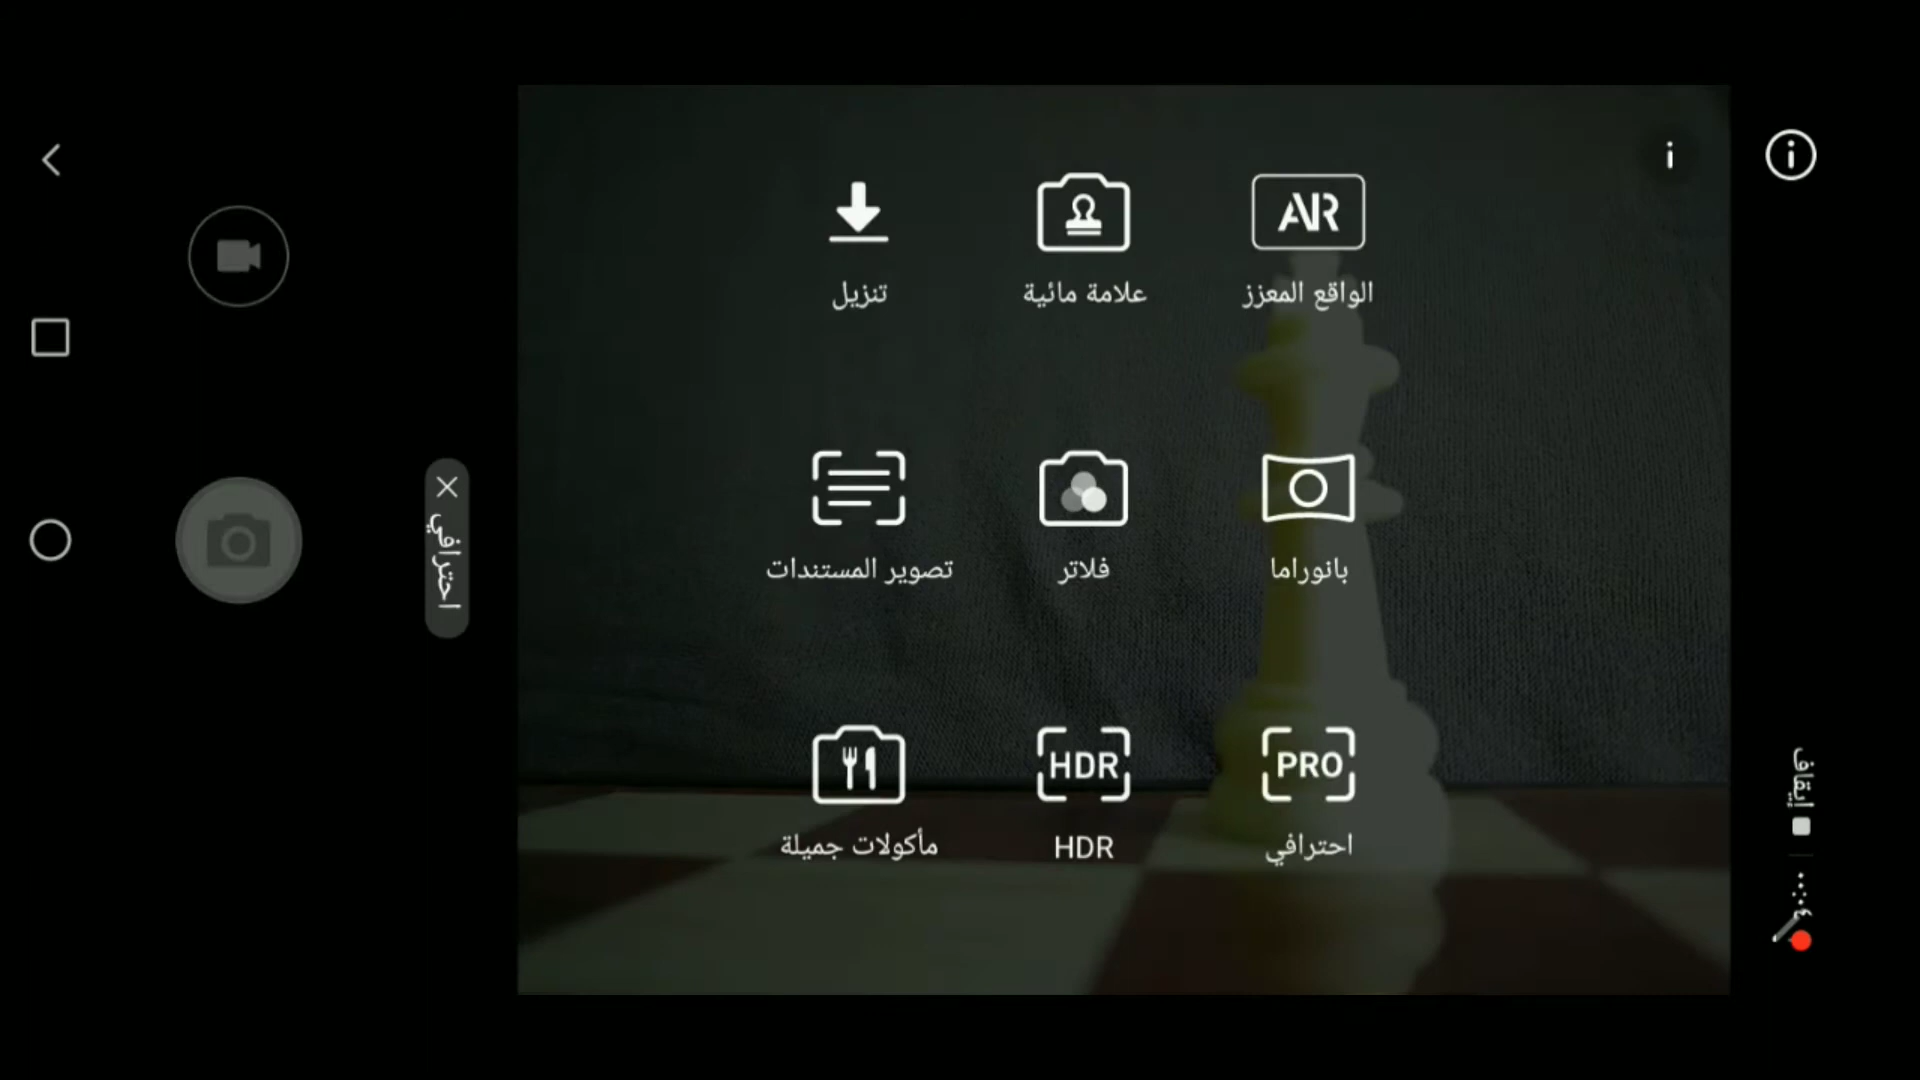 AR
الواقع المعزز
علامة مائية
تنزيل
بانوراما
فلاتر
تصوير المستندات
PRO
احترافي
HDR
HDR
مأكولات جميلة
احترافي
إيقاف